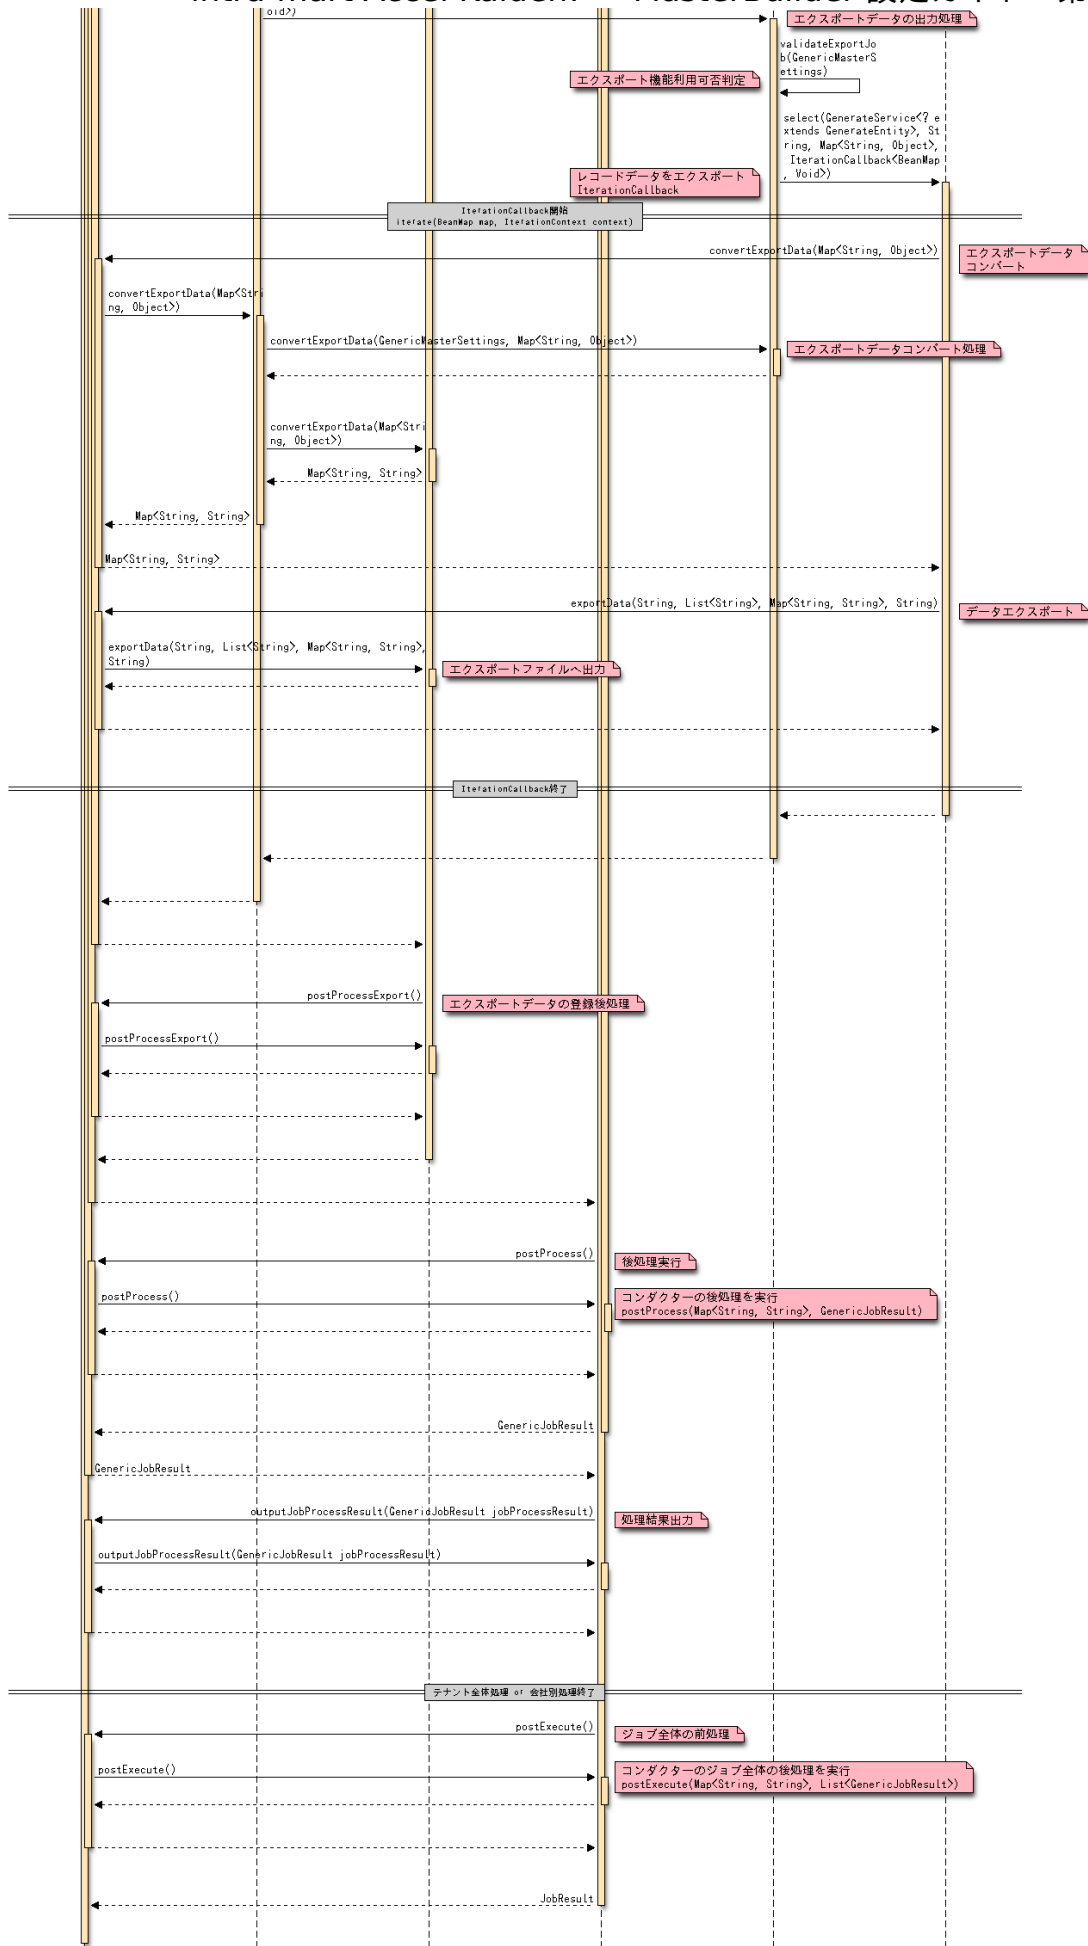 oid>)
エクスポートデータの出力処理
validateExportJo
b(GenericMasterS
ettings)
エクスポート機能利用可否判定
select(GenerateService<? e
xtends GenerateEntity>, St
ring, Map<String, Object>,
IterationCallback<BeanMap
, Void>)
レコードデータをエクスポート
IterationCallback
IterationCallback開始
iterate(BeanMap map, IterationContext context)
convertExportData(Map<String, Object>)
エクスポートデータ
コンバート
convertExportData(Map<Stri
ng, Object>)
convertExportData(GenericMasterSettings, Map<String, Object>)
エクスポートデータコンバート処理
convertExportData(Map<Stri
ng, Object>)
Map<String, String>
Map<String, String>
Map<String, String>
exportData(String, List<String>, Map<String, String>, String)
データエクスポート
exportData(String, List<String>, Map<String, String>,
String)
エクスポートファイルへ出力
IterationCallback終了
postProcessExport()
エクスポートデータの登録後処理
postProcessExport()
postProcess()
後処理実行
postProcess()
コンダクターの後処理を実行
postProcess(Map<String, String>, GenericJobResult)
GenericJobResult
GenericJobResult
outputJobProcessResult(GenericJobResult jobProcessResult)
処理結果出力
outputJobProcessResult(GenericJobResult jobProcessResult)
テナント全体処理 or 会社別処理終了
postExecute()
ジョブ全体の前処理
postExecute()
コンダクターのジョブ全体の後処理を実行
postExecute(Map<String, String>, List<GenericJobResult>)
JobResult